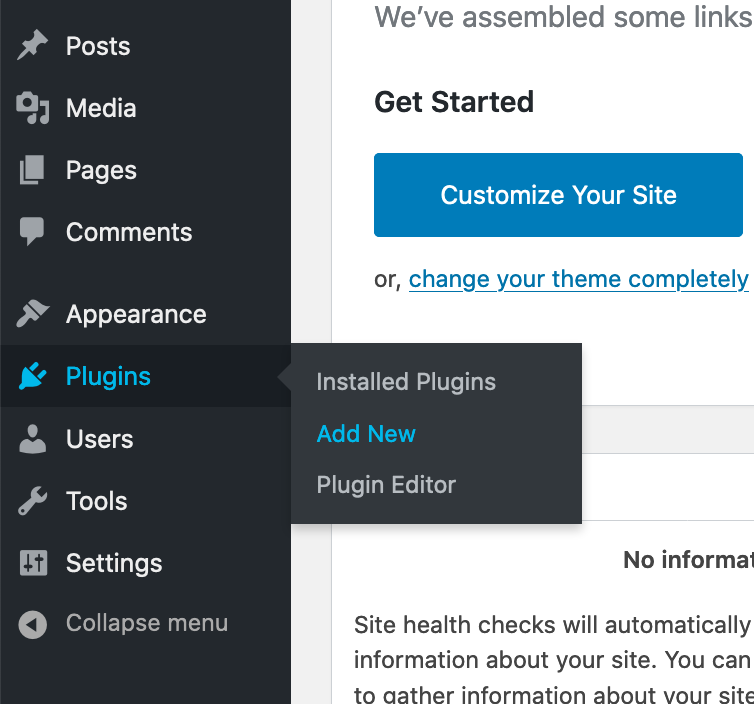 Posts
Media
Pages
Comments
Appearance
Plugins
Users
Tools
Settings
Collapse menu
Installed Plugins
Add New
Plugin Editor
We’ve assembled some links
Get Started
Customize Your Site
or, change your theme completely
No informat
Site health checks will automatically
information about your site. You can
to gather information about your site